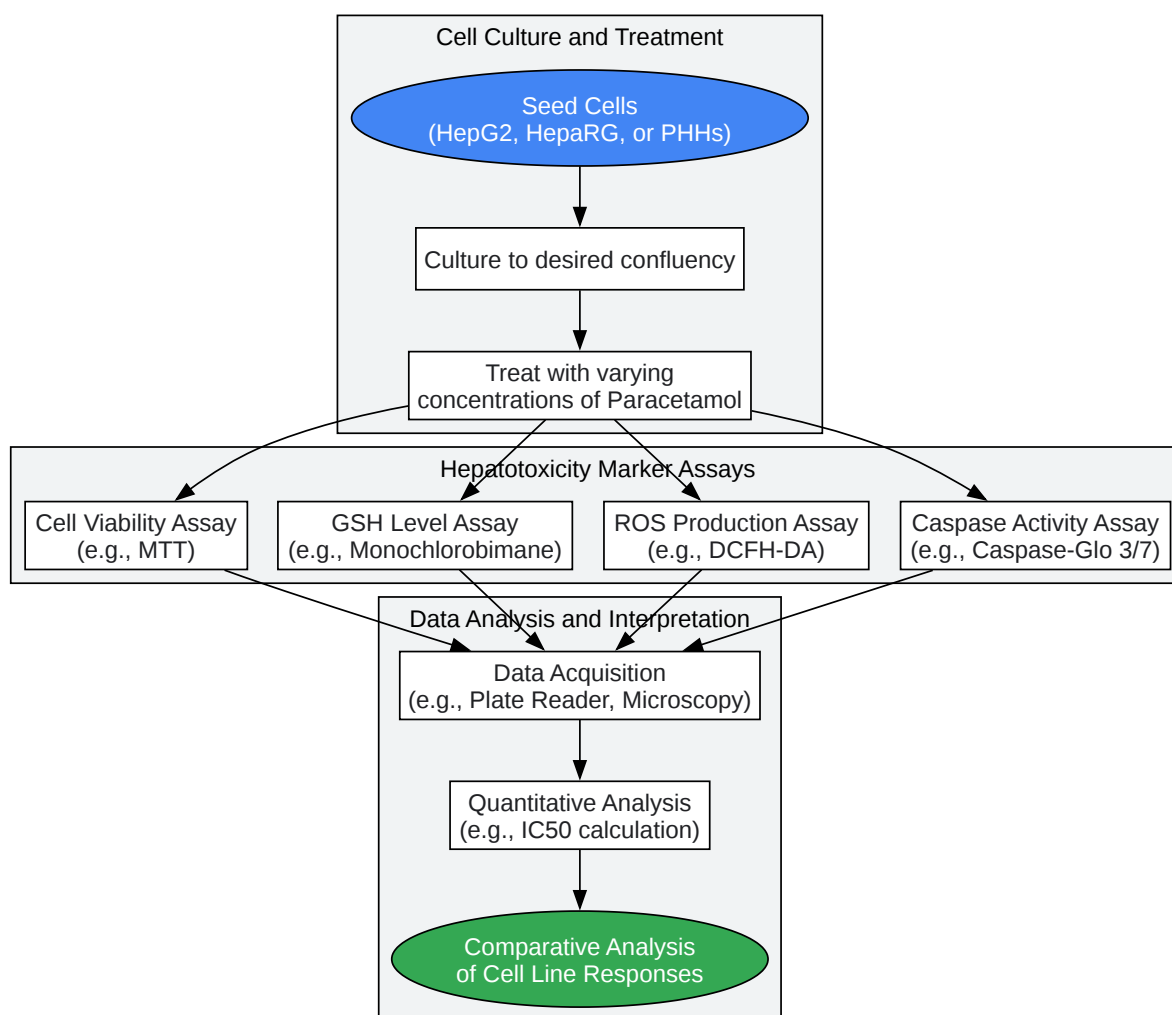 Cell Culture and Treatment
Seed Cells
(HepG2, HepaRG, or PHHs)
Culture to desired confluency
Treat with varying
concentrations of Paracetamol
Hepatotoxicity Marker Assays
Cell Viability Assay
(e.g., MTT)
GSH Level Assay
(e.g., Monochlorobimane)
ROS Production Assay
(e.g., DCFH-DA)
Caspase Activity Assay
(e.g., Caspase-Glo 3/7)
Data Analysis and Interpretation
Data Acquisition
(e.g., Plate Reader, Microscopy)
Quantitative Analysis
(e.g., IC50 calculation)
Comparative Analysis
of Cell Line Responses